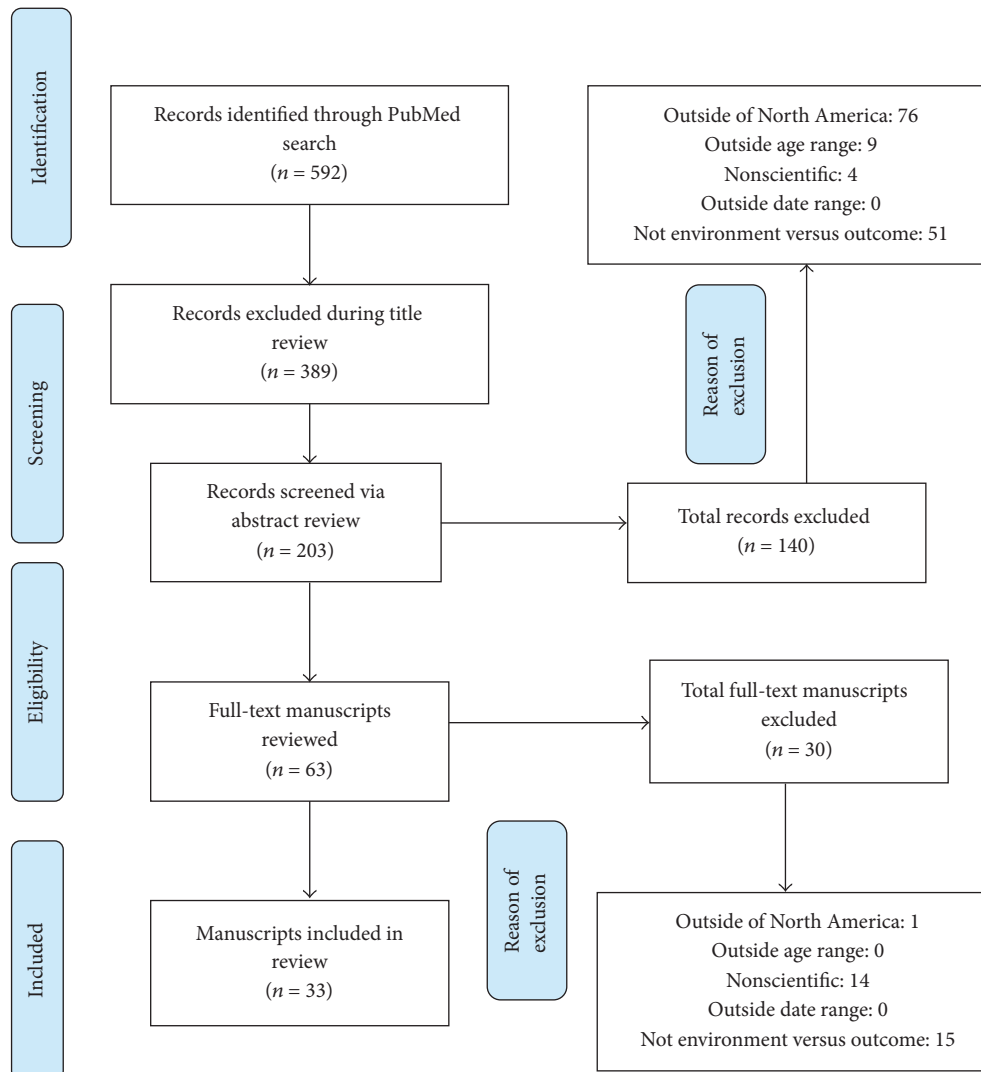 Identification
Records identified through PubMed
search
(n = 592)
Outside of North America: 76
Outside age range: 9
Nonscientific: 4
Outside date range: 0
Not environment versus outcome: 51
Screening
Records excluded during title
review
(n = 389)
Reason of
exclusion
Records screened via
abstract review
(n = 203)
Total records excluded
(n = 140)
Eligibility
Full-text manuscripts
reviewed
(n = 63)
Total full-text manuscripts
excluded
(n = 30)
Included
Manuscripts included in
review
(n = 33)
Reason of
exclusion
Outside of North America: 1
Outside age range: 0
Nonscientific: 14
Outside date range: 0
Not environment versus outcome: 15